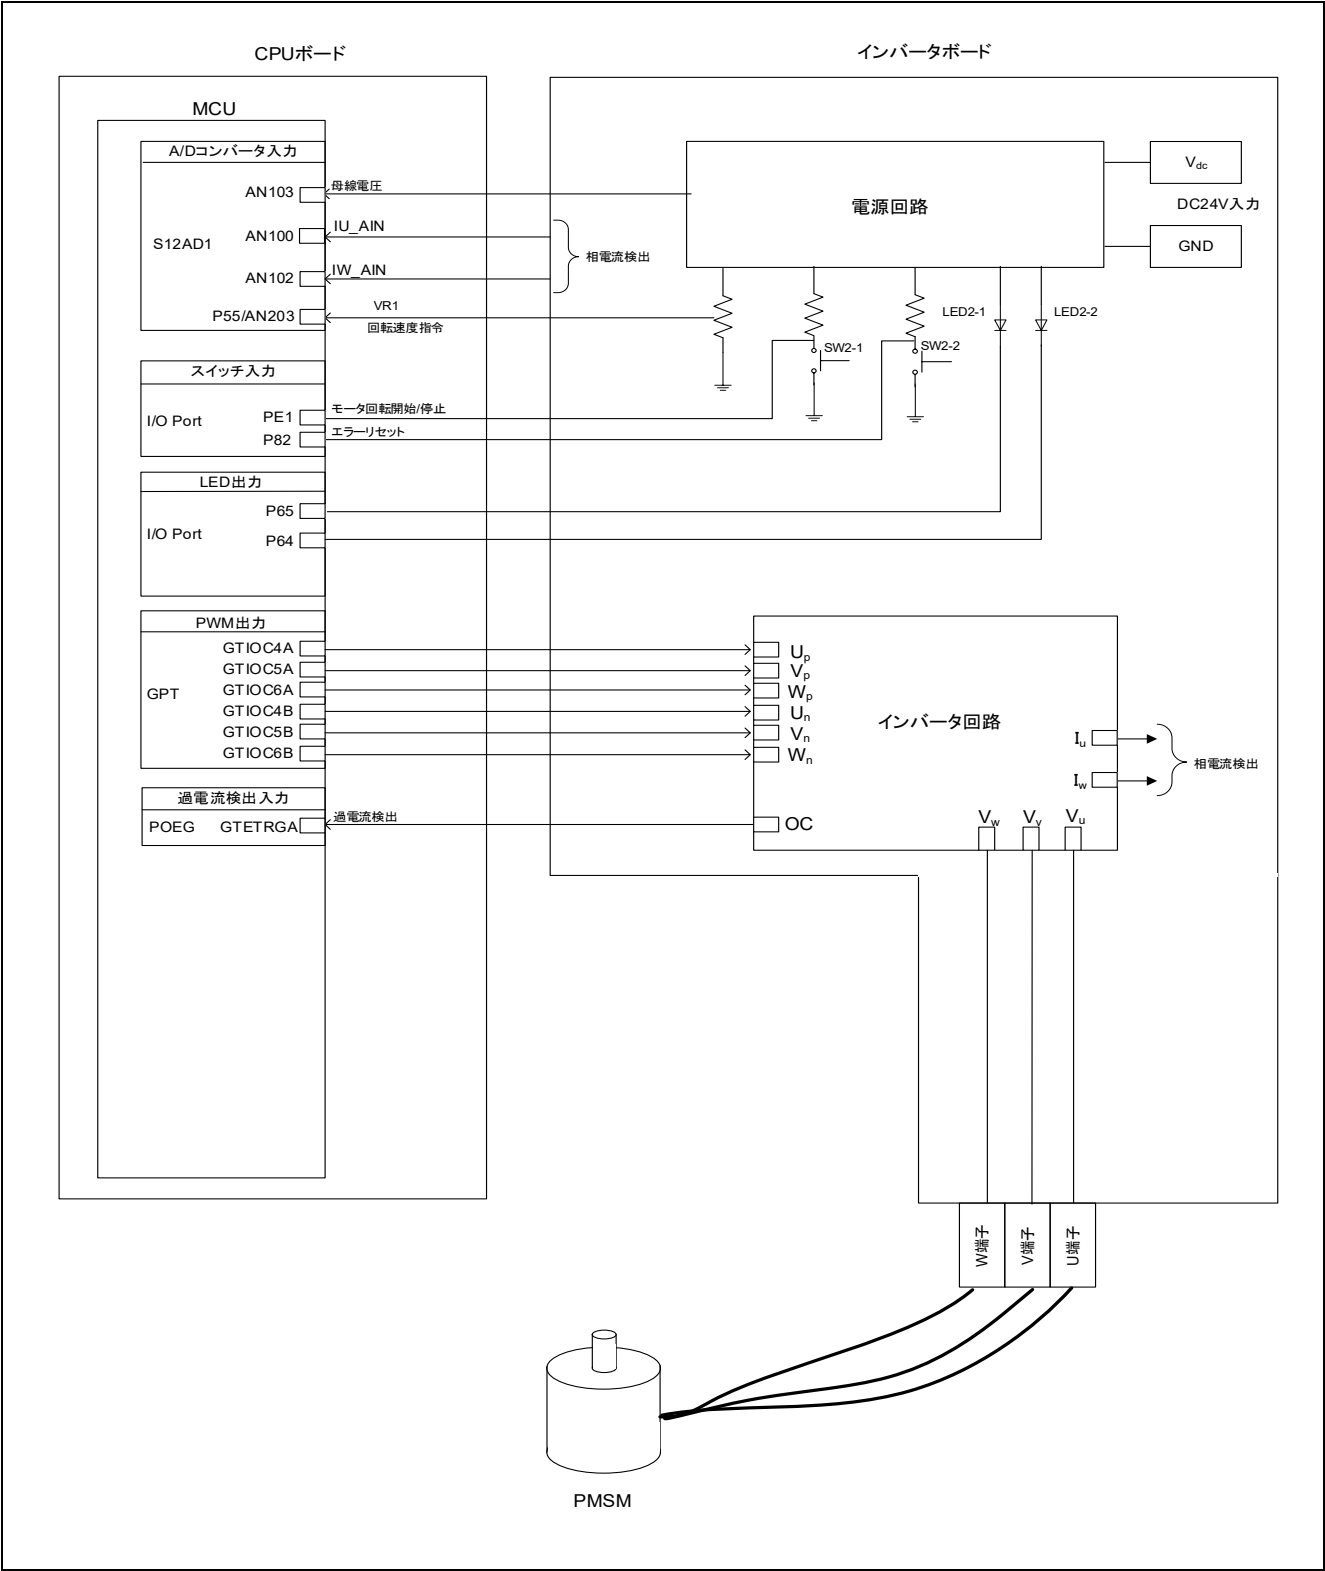 CPUボード
インバータボード
MCU
A/Dコンバータ入力
S12AD1
AN103
AN100
AN102
P55/AN203
母線電圧
IU_AIN
IW_AIN
相電流検出
VR1
回転速度指令
電源回路
Vdc
DC24V入力
GND
SW2-1
SW2-2
LED2-1
LED2-2
スイッチ入力
I/O Port
PE1
P82
モータ回転開始/停止
エラーリセット
LED出力
I/O Port
P65
P64
PWM出力
GPT
GTIOC4A
GTIOC5A
GTIOC6A
GTIOC4B
GTIOC5B
GTIOC6B
Up
Vp
Wp
Un
Vn
Wn
インバータ回路
Iu
Iw
相電流検出
過電流検出入力
POEG
GTETRGA
過電流検出
OC
Vw
Vv
Vu
W端子
V端子
U端子
PMSM